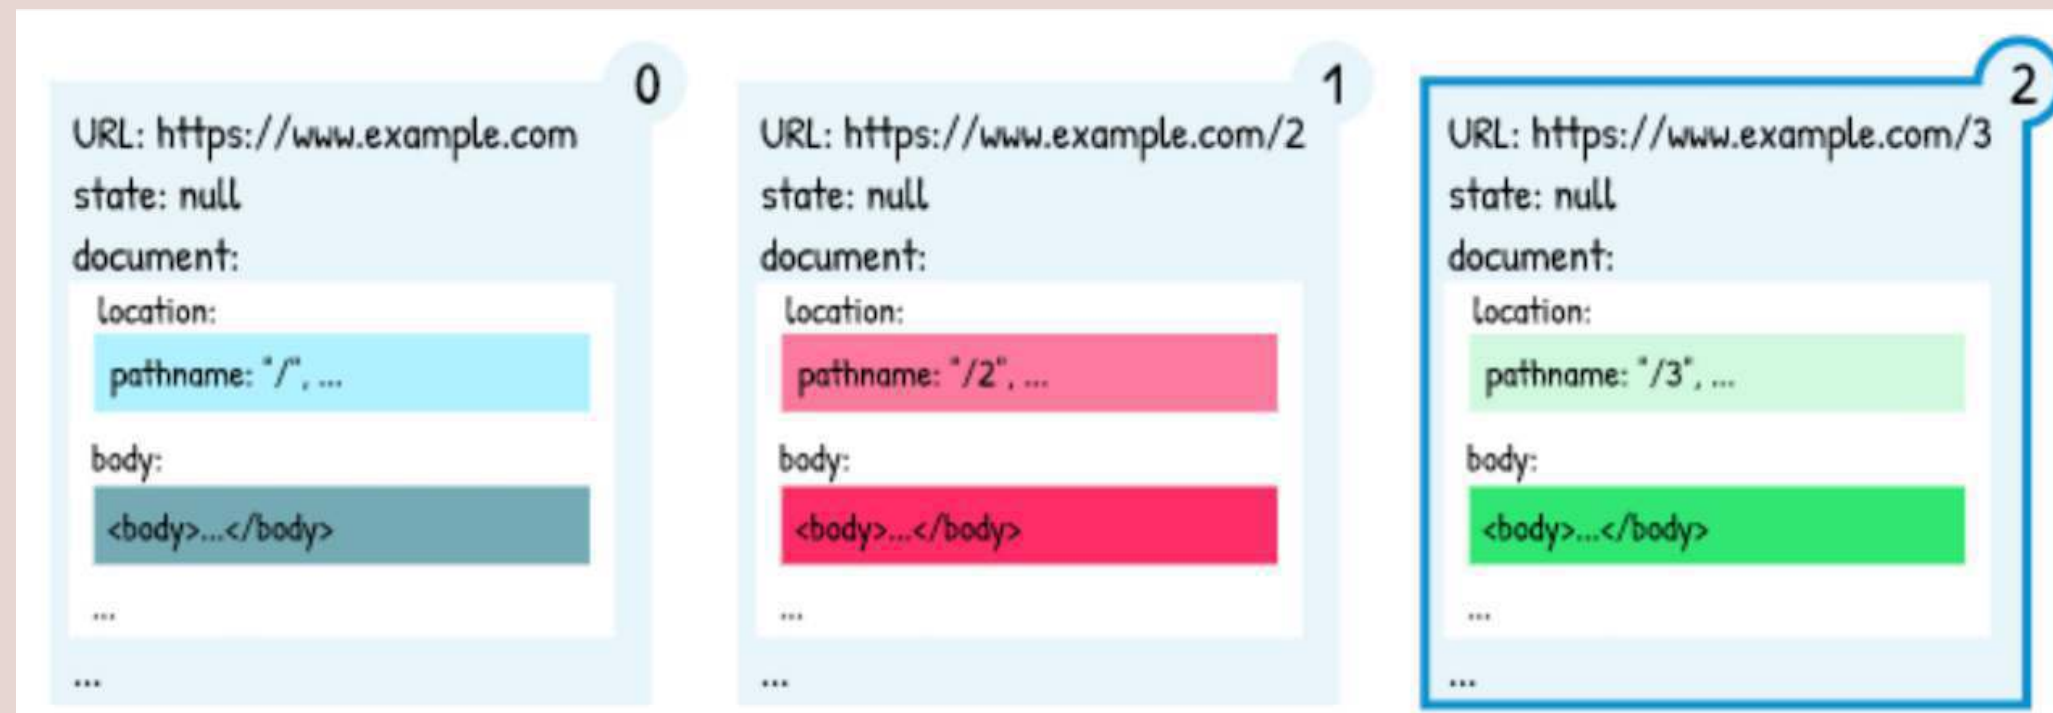 0
URL: https://www.example.com
state: null
document:
location:
pathname: "/", ...
body:
<body>...</body>
...
...
1
URL: https://www.example.com/2
state: null
document:
location:
pathname: "/2", ...
body:
<body>...</body>
...
...
2
URL: https://www.example.com/3
state: null
document:
location:
pathname: "/3", ...
body:
<body>...</body>
...
...